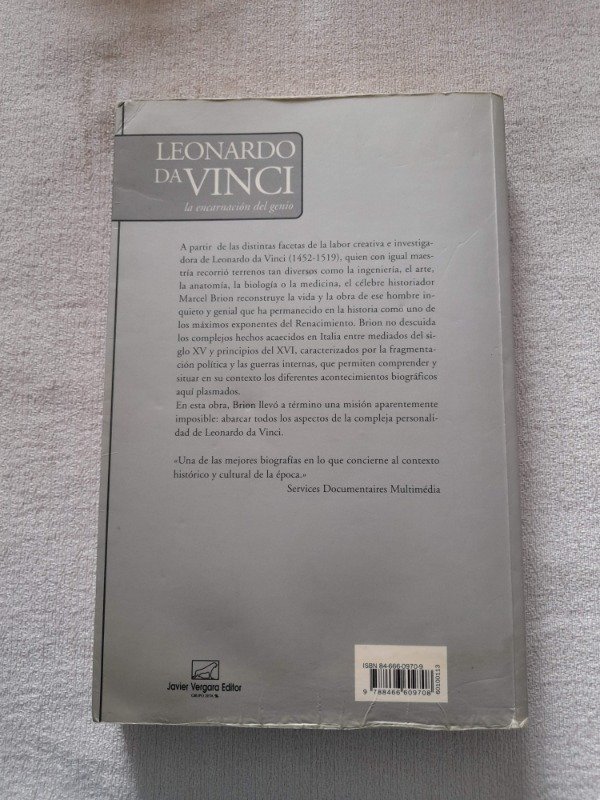 LEONARDO
DA VINCI
la encarnación del genio
A partir de las distintas facetas de la labor creativa e investiga-
dora de Leonardo da Vinci (1452-1519), quien con igual maes-
tría recorrió terrenos tan diversos como la ingeniería, el arte,
la anatomía, la biología o la medicina, el célebre historiador
Marcel Brion reconstruye la vida y la obra de ese hombre in-
quieto y genial que ha permanecido en la historia como uno de
los máximos exponentes del Renacimiento. Brion no descuida
los complejos hechos acaecidos en Italia entre mediados del si-
glo XV y principios del XVI, caracterizados por la fragmenta-
ción política y las guerras internas, que permiten comprender y
situar en su contexto los diferentes acontecimientos biográficos
aquí plasmados.
En esta obra, Brion llevó a término una misión aparentemente
imposible: abarcar todos los aspectos de la compleja personali-
dad de Leonardo da Vinci.
«Una de las mejores biografías en lo que concierne al contexto
histórico y cultural de la época.»
Services Documentaires Multimédia
Javier Vergara Editor
GRUPO ZETA
ISBN 84-666-0970-9
9 788466 609708
60100113